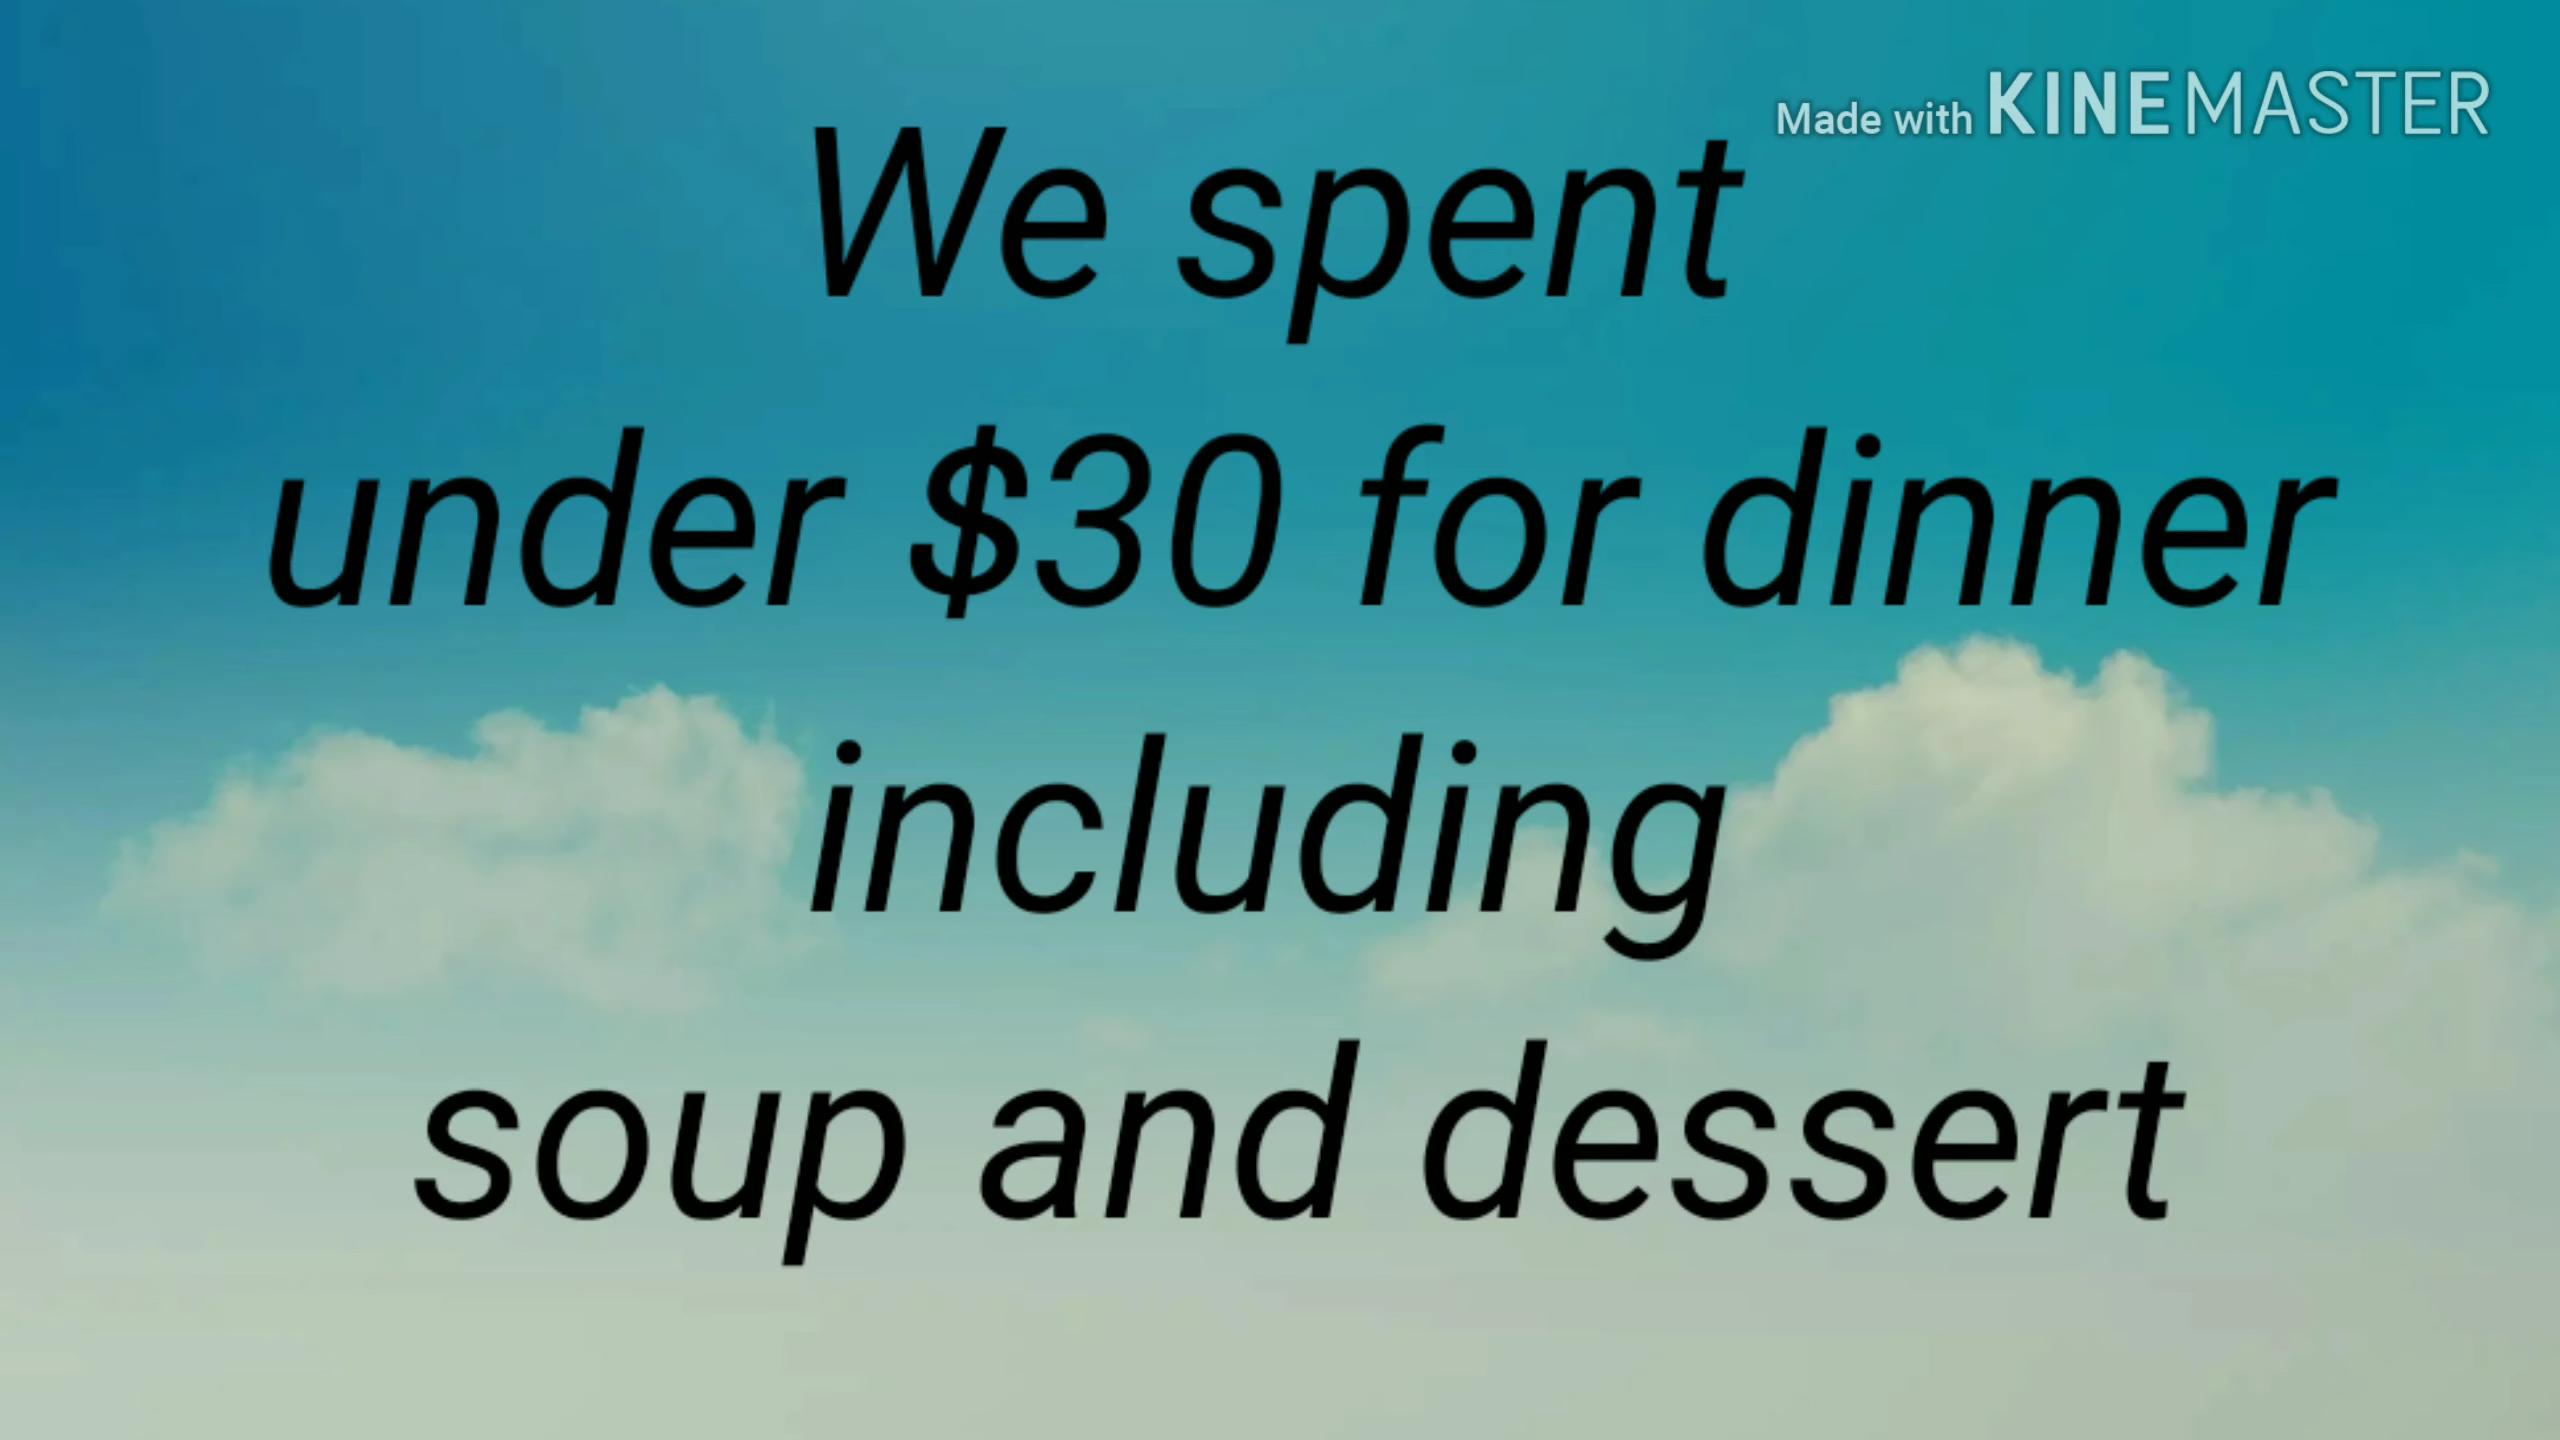 Made with KINEMASTER
We spent
under $30 for dinner
including
soup and dessert